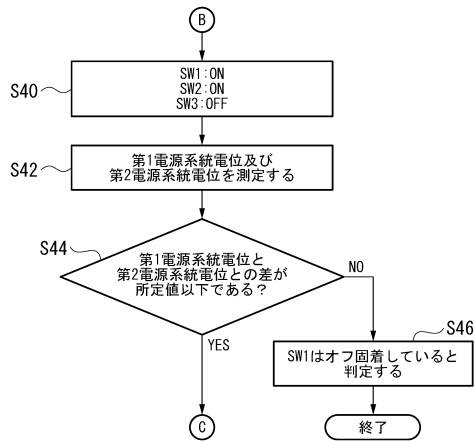 B
S40
SW1:ON
SW2:ON
SW3:OFF
S42
第1電源系統電位及び
第2電源系統電位を測定する
S44
第1電源系統電位と
第2電源系統電位との差が
所定値以下である?
NO
YES
S46
SW1はオフ固着していると
判定する
C
終了